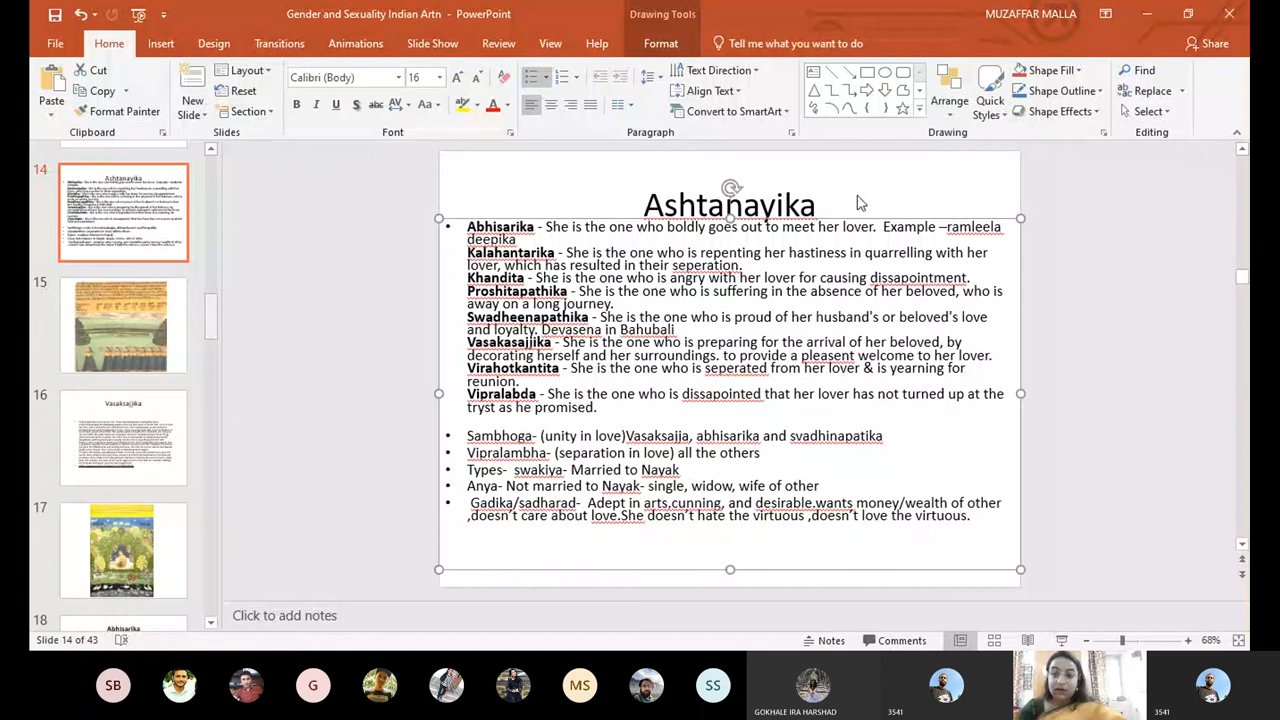 Gender and Sexuality Indian Artn - PowerPoint
Drawing Tools
MUZAFFAR MALLA
File Home Insert Design Transitions Animations Slide Show Review View Help Format Tell me what you want to do Share
Paste
Cut
Copy
Format Painter
Clipboard
New Slide
Layout
Reset
Section
Slides
Calibri (Body) 16
Font
Paragraph
Text Direction
Align Text
Convert to SmartArt
Arrange
Quick Styles
Shape Fill
Shape Outline
Shape Effects
Drawing
Find
Replace
Select
Editing
14
Ashtanayika
15
16
Vasaksajjika
17
18
Abhisarika
Ashtanayika
• Abhisarika - She is the one who boldly goes out to meet her lover. Example – ramleela
deepika
Kalahantarika - She is the one who is repenting her hastiness in quarrelling with her
lover, which has resulted in their seperation.
Khandita - She is the one who is angry with her lover for causing dissapointment.
Proshitapathika - She is the one who is suffering in the absence of her beloved, who is
away on a long journey.
Swadheenapathika - She is the one who is proud of her husband's or beloved's love
and loyalty. Devasena in Bahubali
Vasakasajjika - She is the one who is preparing for the arrival of her beloved, by
decorating herself and her surroundings. to provide a pleasent welcome to her lover.
Virahotkantita - She is the one who is seperated from her lover & is yearning for
reunion.
Vipralabda - She is the one who is dissapointed that her lover has not turned up at the
tryst as he promised.
• Sambhoga- (union in love)Vasaksajja, abhisarika and svadhinapatika
• Vipralambha- (separation in love) all the others
• Types- swakiya- Married to Nayak
• Anya- Not married to Nayak- single, widow, wife of other
• Gadika/sadharad- Adept in arts,cunning, and desirable,wants money/wealth of other
,doesn't care about love.She doesn't hate the virtuous ,doesn't love the virtuous.
Click to add notes
Slide 14 of 43
Notes
Comments
68%
SB
G
MS
SS
GOKHALE IRA HARSHAD
3541
3541